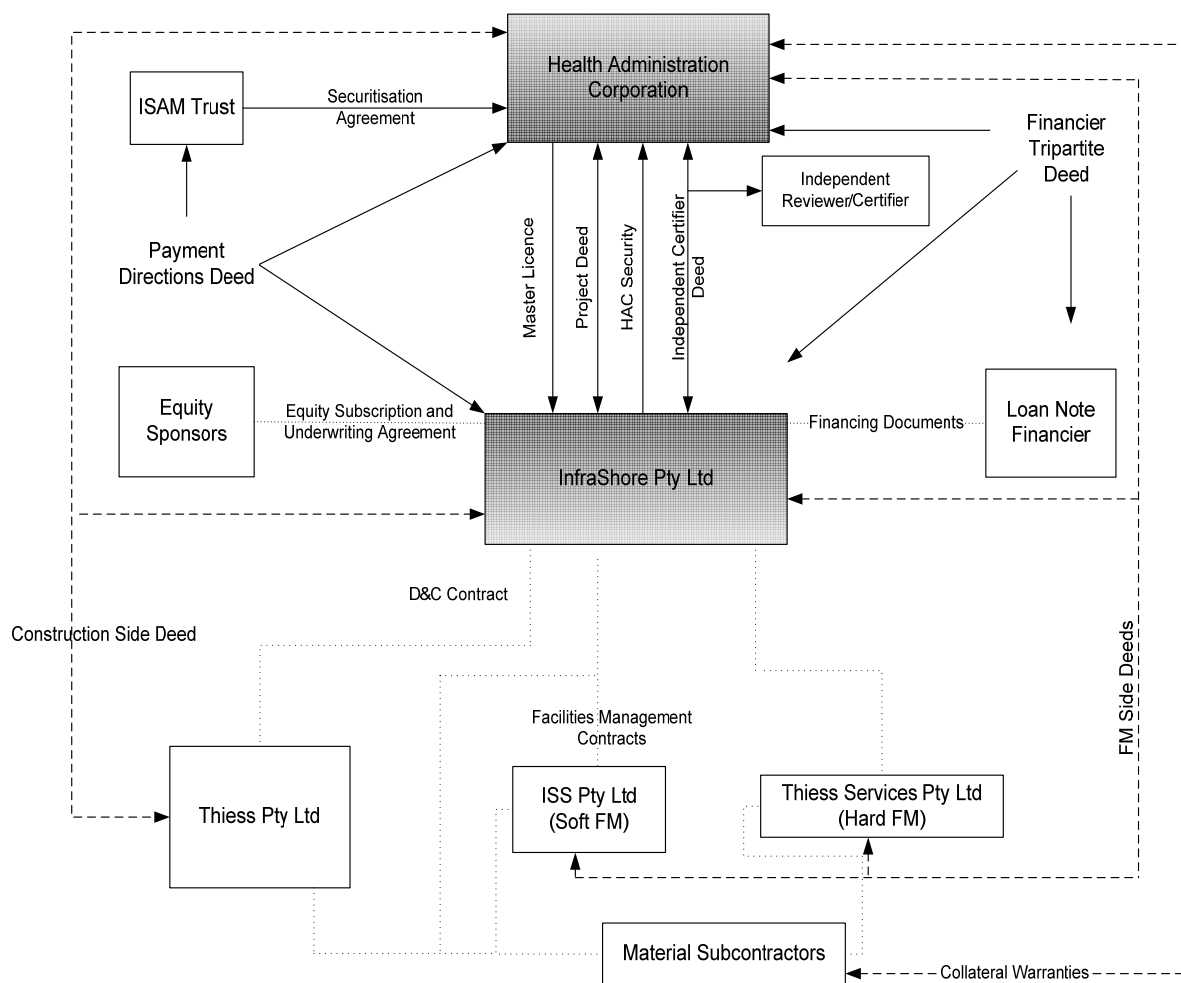 Health Administration
Corporation
ISAM Trust
Securitisation
Agreement
Financier
Tripartite
Deed
Independent
Reviewer/Certifier
Payment
Directions Deed
Master Licence
Project Deed
HAC Security
Independent Certifier
Deed
Equity
Sponsors
Equity Subscription and
Underwriting Agreement
InfraShore Pty Ltd
Financing Documents
Loan Note
Financier
D&C Contract
Construction Side Deed
FM Side Deeds
Facilities Management
Contracts
Thiess Pty Ltd
ISS Pty Ltd
(Soft FM)
Thiess Services Pty Ltd
(Hard FM)
Material Subcontractors
Collateral Warranties